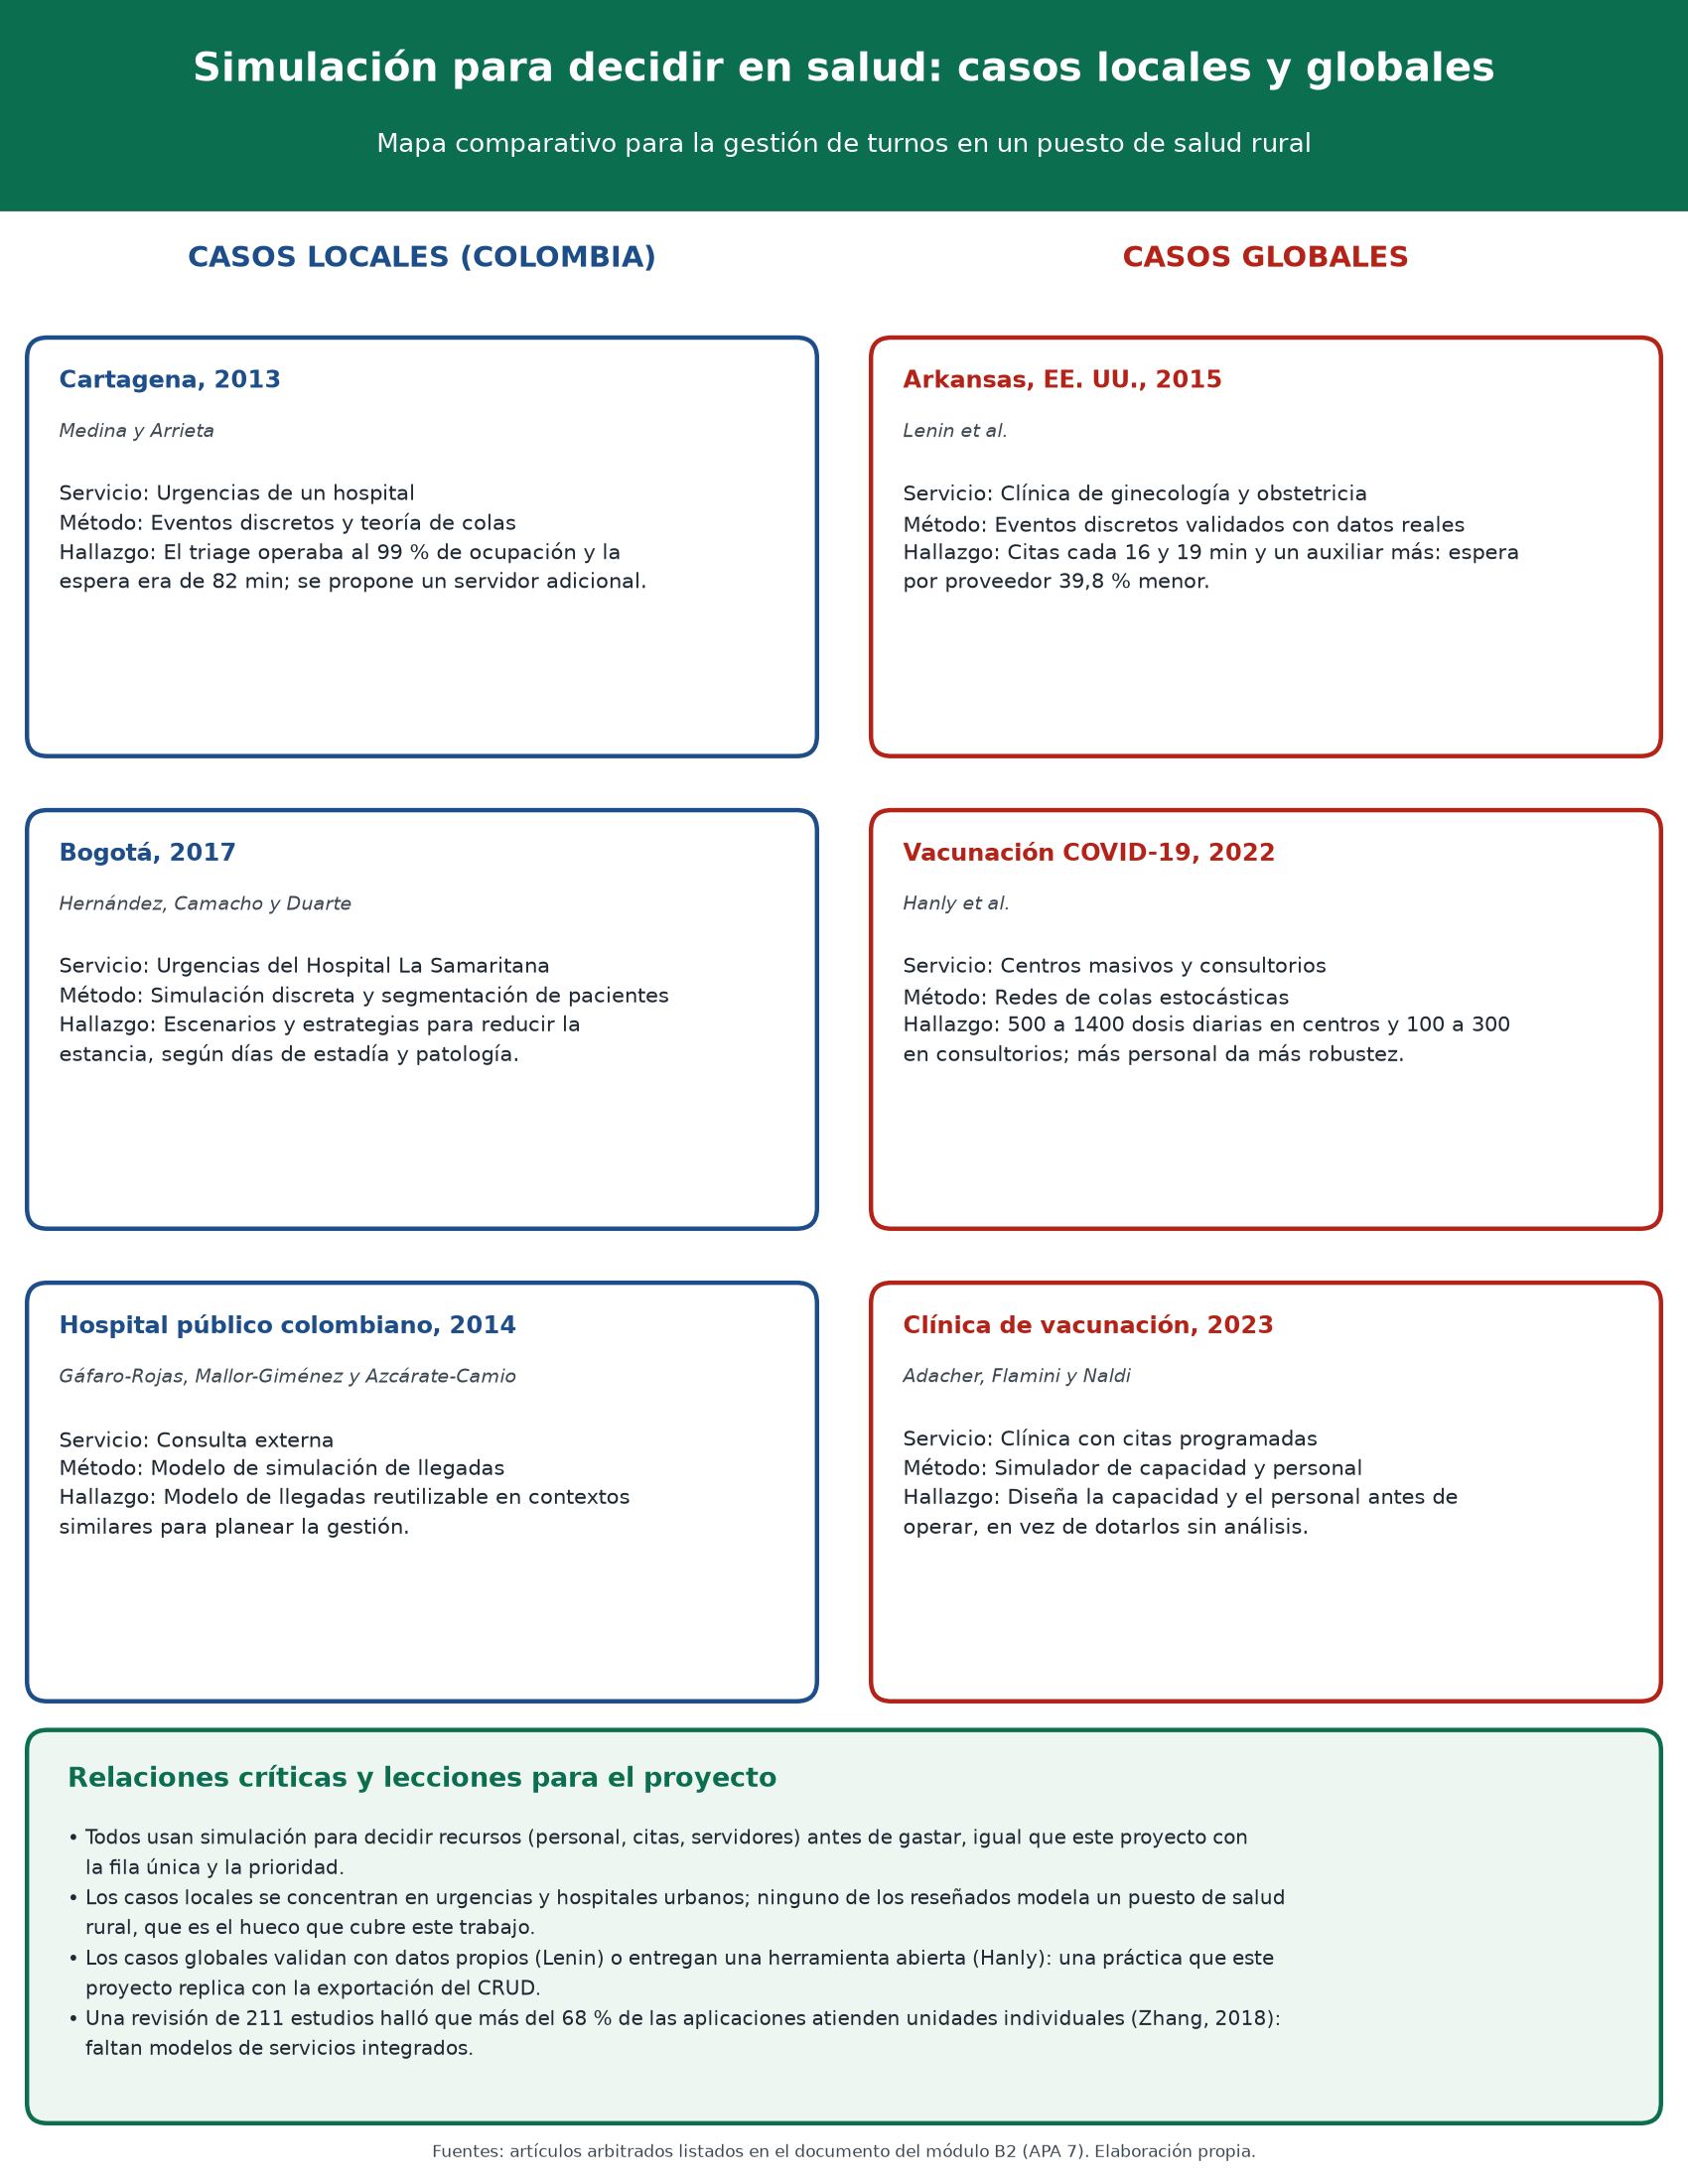 Simulación para decidir en salud: casos locales y globales
Mapa comparativo para la gestión de turnos en un puesto de salud rural
CASOS LOCALES (COLOMBIA)
Cartagena, 2013
Medina y Arrieta
Servicio: Urgencias de un hospital
Método: Eventos discretos y teoría de colas
Hallazgo: El triage operaba al 99 % de ocupación y la
espera era de 82 min; se propone un servidor adicional.
Bogotá, 2017
Hernández, Camacho y Duarte
Servicio: Urgencias del Hospital La Samaritana
Método: Simulación discreta y segmentación de pacientes
Hallazgo: Escenarios y estrategias para reducir la
estancia, según días de estadía y patología.
Hospital público colombiano, 2014
Gáfaro-Rojas, Mallor-Giménez y Azcárate-Camio
Servicio: Consulta externa
Método: Modelo de simulación de llegadas
Hallazgo: Modelo de llegadas reutilizable en contextos
similares para planear la gestión.
CASOS GLOBALES
Arkansas, EE. UU., 2015
Lenin et al.
Servicio: Clínica de ginecología y obstetricia
Método: Eventos discretos validados con datos reales
Hallazgo: Citas cada 16 y 19 min y un auxiliar más: espera
por proveedor 39,8 % menor.
Vacunación COVID-19, 2022
Hanly et al.
Servicio: Centros masivos y consultorios
Método: Redes de colas estocásticas
Hallazgo: 500 a 1400 dosis diarias en centros y 100 a 300
en consultorios; más personal da más robustez.
Clínica de vacunación, 2023
Adacher, Flamini y Naldi
Servicio: Clínica con citas programadas
Método: Simulador de capacidad y personal
Hallazgo: Diseña la capacidad y el personal antes de
operar, en vez de dotarlos sin análisis.
Relaciones críticas y lecciones para el proyecto
• Todos usan simulación para decidir recursos (personal, citas, servidores) antes de gastar, igual que este proyecto con
la fila única y la prioridad.
• Los casos locales se concentran en urgencias y hospitales urbanos; ninguno de los reseñados modela un puesto de salud
rural, que es el hueco que cubre este trabajo.
• Los casos globales validan con datos propios (Lenin) o entregan una herramienta abierta (Hanly): una práctica que este
proyecto replica con la exportación del CRUD.
• Una revisión de 211 estudios halló que más del 68 % de las aplicaciones atienden unidades individuales (Zhang, 2018):
faltan modelos de servicios integrados.
Fuentes: artículos arbitrados listados en el documento del módulo B2 (APA 7). Elaboración propia.